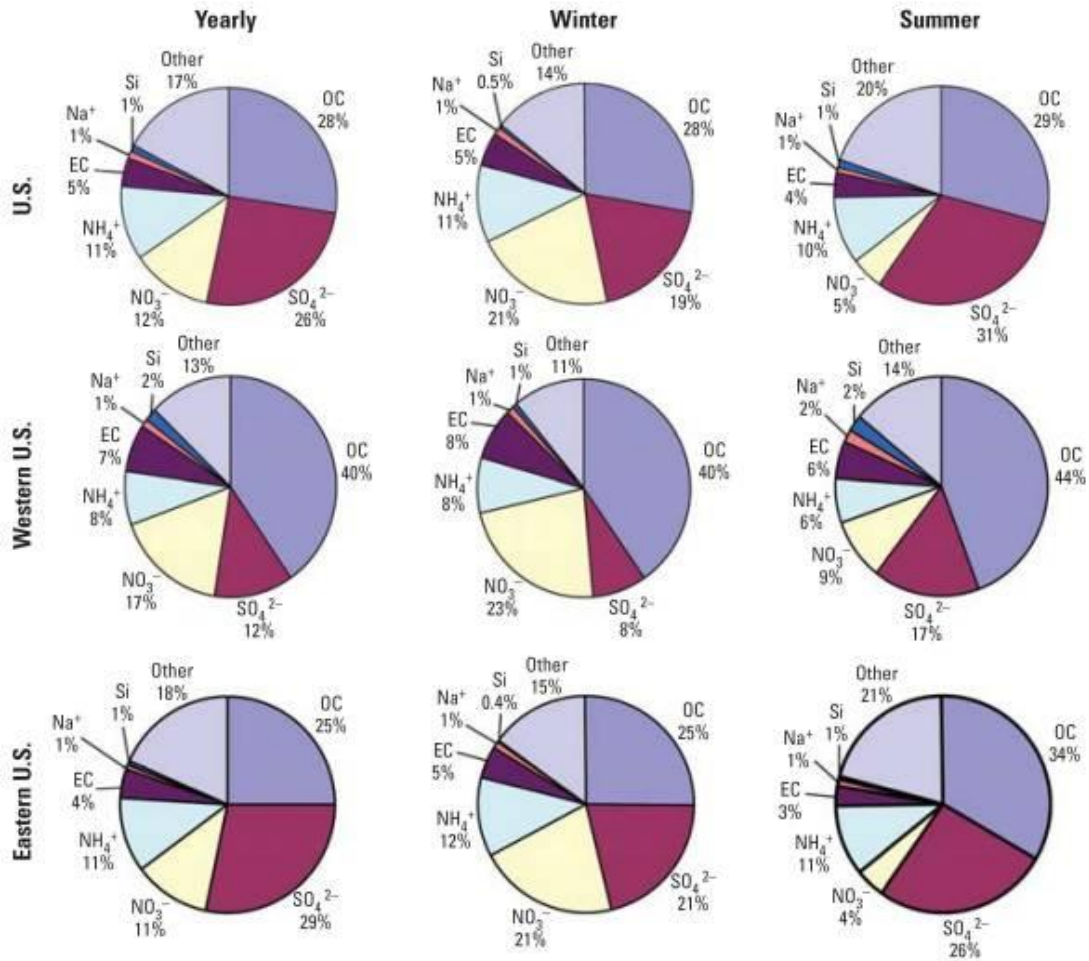 Yearly
Winter
Summer
U.S.
Other
17%
Si
1%
Na⁺
1%
EC
5%
NH₄⁺
11%
NO₃⁻
12%
SO₄²⁻
26%
OC
28%
Other
14%
Si
0.5%
Na⁺
1%
EC
5%
NH₄⁺
11%
NO₃⁻
21%
SO₄²⁻
19%
OC
28%
Other
20%
Si
1%
Na⁺
1%
EC
4%
NH₄⁺
10%
NO₃⁻
5%
SO₄²⁻
31%
OC
29%
Western U.S.
Other
13%
Si
2%
Na⁺
1%
EC
7%
NH₄⁺
8%
NO₃⁻
17%
SO₄²⁻
12%
OC
40%
Other
11%
Si
1%
Na⁺
1%
EC
8%
NH₄⁺
8%
NO₃⁻
23%
SO₄²⁻
8%
OC
40%
Other
14%
Si
2%
Na⁺
2%
EC
6%
NH₄⁺
6%
NO₃⁻
9%
SO₄²⁻
17%
OC
44%
Eastern U.S.
Other
18%
Si
1%
Na⁺
1%
EC
4%
NH₄⁺
11%
NO₃⁻
11%
SO₄²⁻
29%
OC
25%
Other
15%
Si
0.4%
Na⁺
1%
EC
5%
NH₄⁺
12%
NO₃⁻
21%
SO₄²⁻
21%
OC
25%
Other
21%
Si
1%
Na⁺
1%
EC
3%
NH₄⁺
11%
NO₃⁻
4%
SO₄²⁻
26%
OC
34%